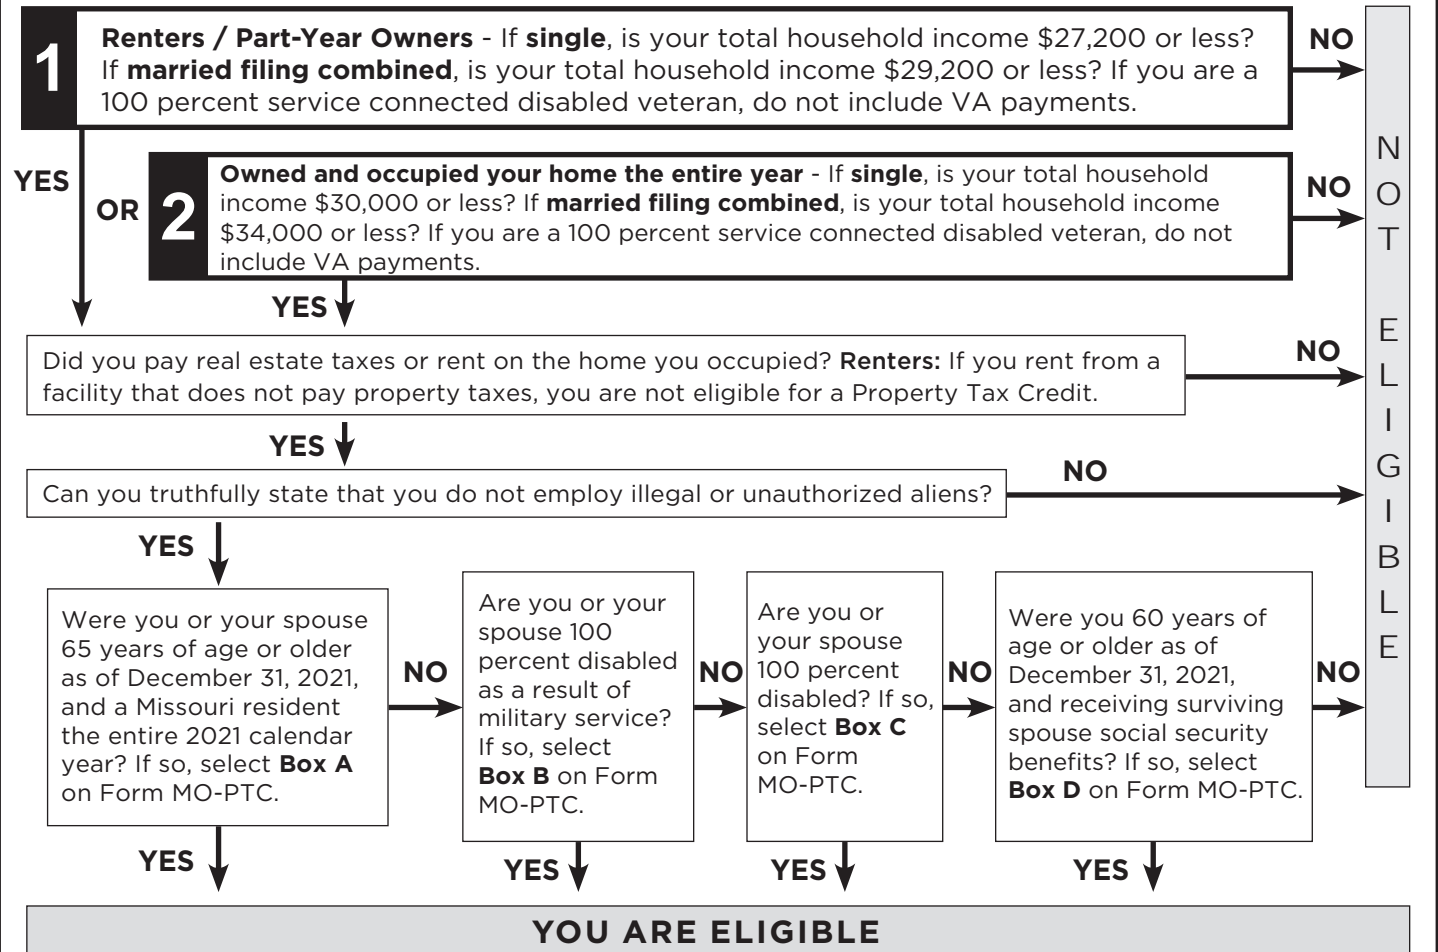 1
Renters / Part-Year Owners - If single, is your total household income $27,200 or less?
If married filing combined, is your total household income $29,200 or less? If you are a
100 percent service connected disabled veteran, do not include VA payments.
NO
YES
OR
2
Owned and occupied your home the entire year - If single, is your total household
income $30,000 or less? If married filing combined, is your total household income
$34,000 or less? If you are a 100 percent service connected disabled veteran, do not
include VA payments.
NO
YES
Did you pay real estate taxes or rent on the home you occupied? Renters: If you rent from a
facility that does not pay property taxes, you are not eligible for a Property Tax Credit.
NO
YES
Can you truthfully state that you do not employ illegal or unauthorized aliens?
NO
YES
Were you or your spouse
65 years of age or older
as of December 31, 2021,
and a Missouri resident
the entire 2021 calendar
year? If so, select Box A
on Form MO-PTC.
NO
Are you or your
spouse 100
percent disabled
as a result of
military service?
If so, select
Box B on Form
MO-PTC.
NO
Are you or
your spouse
100 percent
disabled? If so,
select Box C
on Form
MO-PTC.
NO
Were you 60 years of
age or older as of
December 31, 2021,
and receiving surviving
spouse social security
benefits? If so, select
Box D on Form MO-PTC.
NO
NOT ELIGIBLE
YES
YES
YES
YES
YOU ARE ELIGIBLE